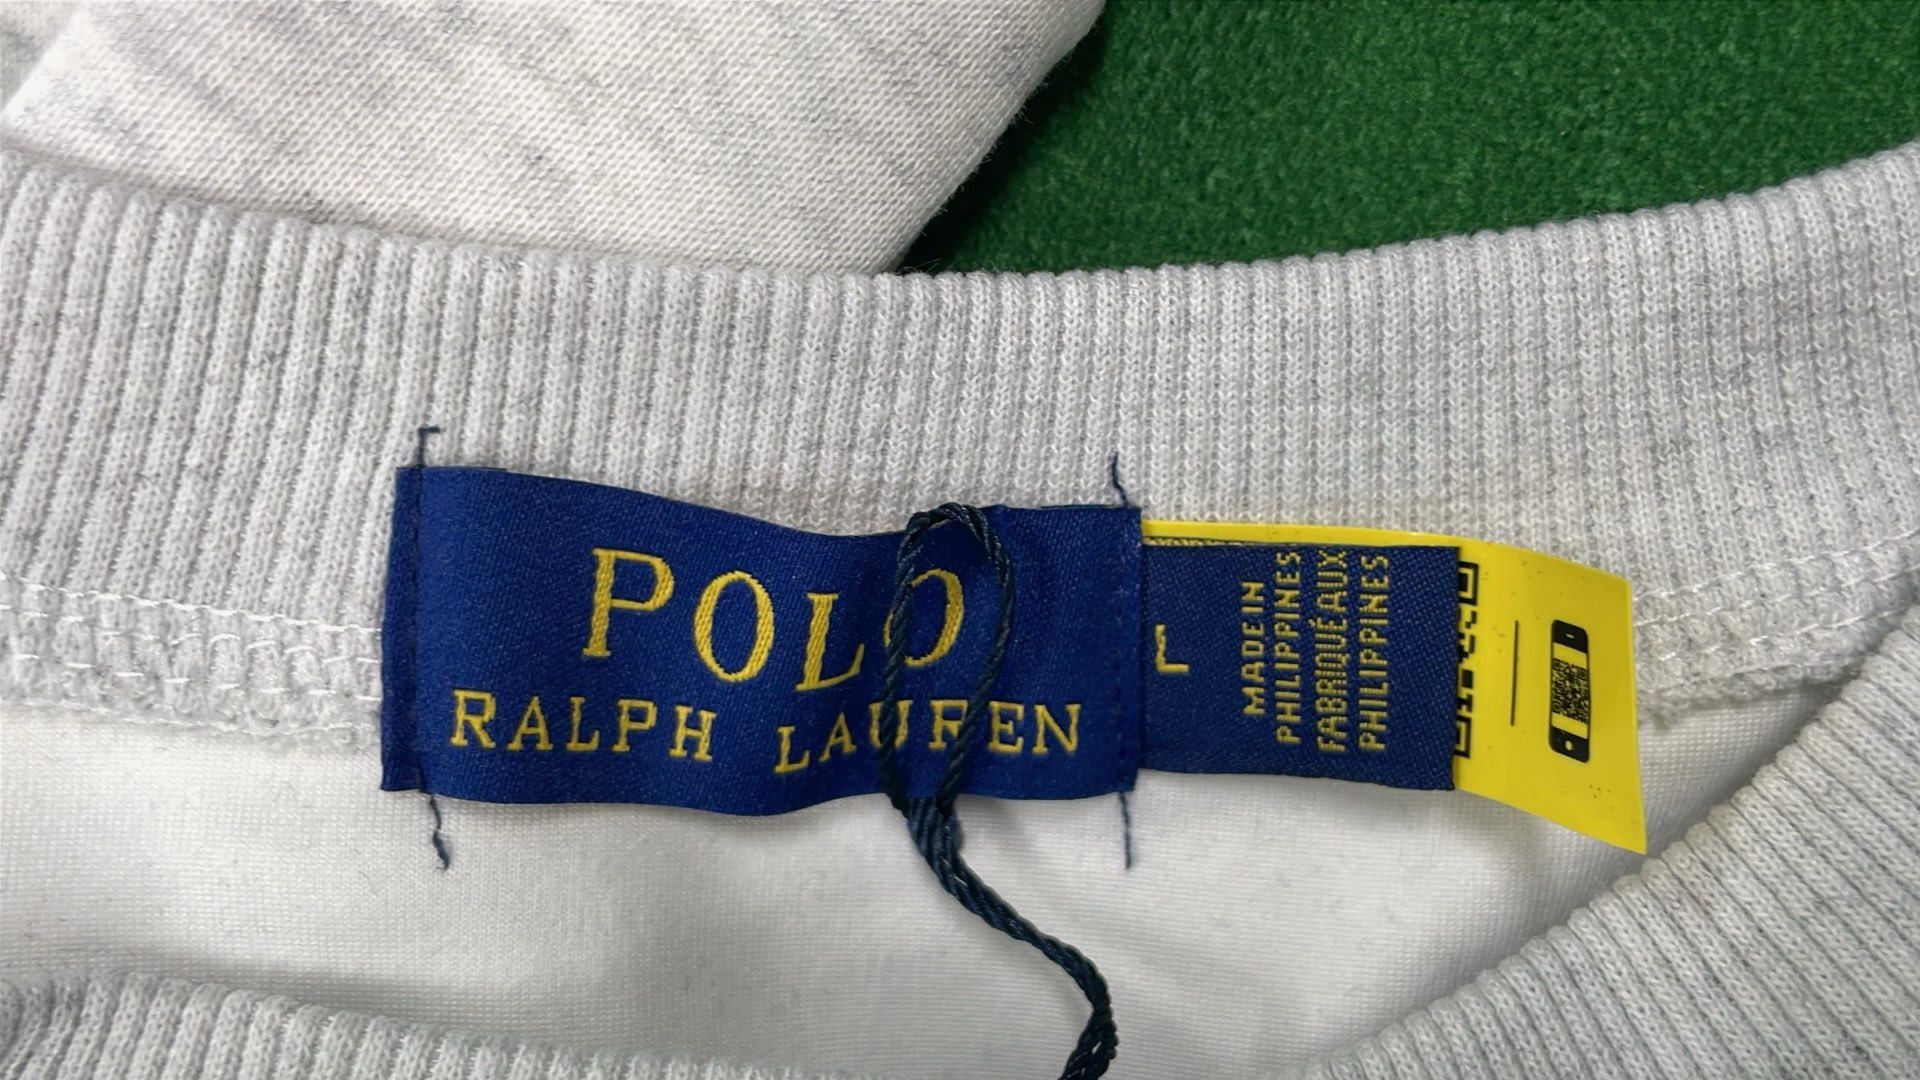 POLO
RALPH LAUREN
L
MADE IN
PHILIPPINES
FABRIQUÉ AUX
PHILIPPINES